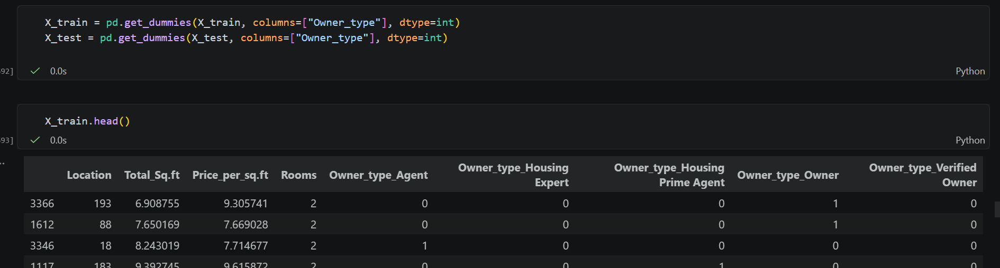 X_train = pd.get_dummies(X_train, columns=["Owner_type"], dtype=int)
X_test = pd.get_dummies(X_test, columns=["Owner_type"], dtype=int)
92]
0.0s
Python
X_train.head()
93]
0.0s
Python
Location Total_Sq.ft Price_per_sq.ft Rooms Owner_type_Agent Owner_type_Housing Expert Owner_type_Housing Prime Agent Owner_type_Owner Owner_type_Verified Owner
3366 193 6.908755 9.305741 2 0 0 0 1 0
1612 88 7.650169 7.669028 2 0 0 0 1 0
3346 18 8.243019 7.714677 2 1 0 0 0 0
1117 183 9.392745 9.615872 2 0 0 1 0 0